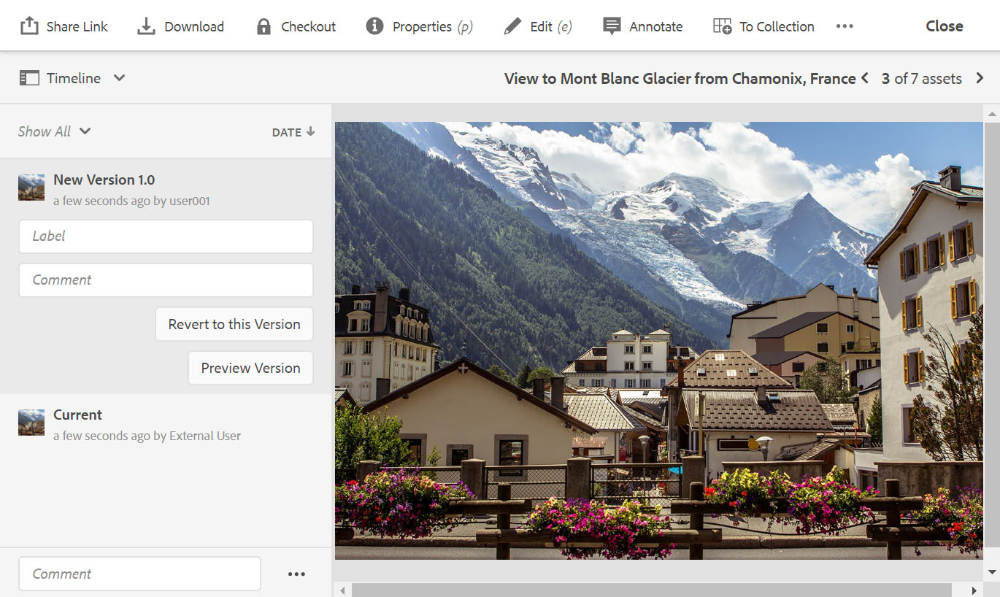 Share Link Download Checkout Properties (p) Edit (e) Annotate To Collection ••• Close
Timeline View to Mont Blanc Glacier from Chamonix, France 3 of 7 assets
Show All DATE
New Version 1.0
a few seconds ago by user001
Label
Comment
Revert to this Version
Preview Version
Current
a few seconds ago by External User
Comment •••